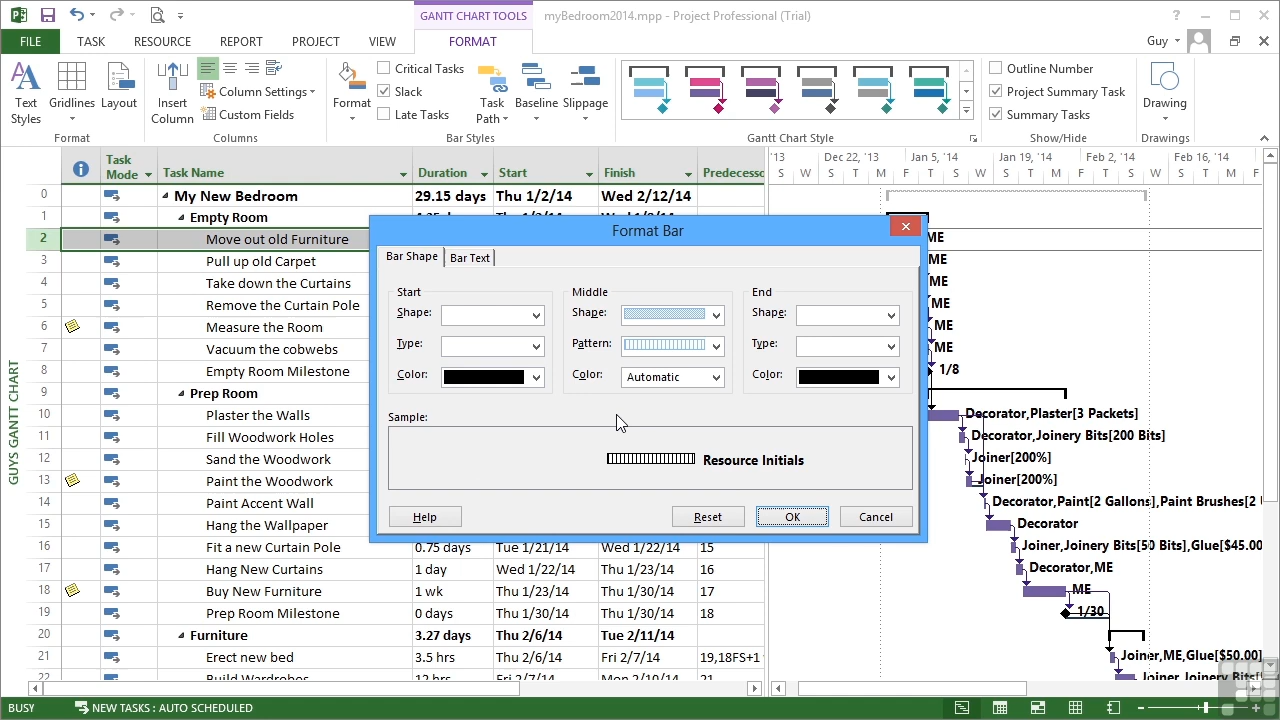 GANTT CHART TOOLS
myBedroom2014.mpp - Project Professional (Trial)
?
FILE
TASK
RESOURCE
REPORT
PROJECT
VIEW
FORMAT
Guy
Text Styles
Gridlines
Layout
Format
Insert Column
Column Settings
Custom Fields
Columns
Format
Critical Tasks
Slack
Late Tasks
Task Path
Baseline
Slippage
Bar Styles
Gantt Chart Style
Outline Number
Project Summary Task
Summary Tasks
Show/Hide
Drawing
Drawings
Task Mode
Task Name
Duration
Start
Finish
Predecesso
'13
Dec 22, '13
Jan 5, '14
Jan 19, '14
Feb 2, '14
Feb 16, '14
S W S T M F T S W S T M F
0 My New Bedroom 29.15 days Thu 1/2/14 Wed 2/12/14
1 Empty Room
2 Move out old Furniture
3 Pull up old Carpet
4 Take down the Curtains
5 Remove the Curtain Pole
6 Measure the Room
7 Vacuum the cobwebs
8 Empty Room Milestone
9 Prep Room
10 Plaster the Walls
11 Fill Woodwork Holes
12 Sand the Woodwork
13 Paint the Woodwork
14 Paint Accent Wall
15 Hang the Wallpaper
16 Fit a new Curtain Pole 0.75 days Tue 1/21/14 Wed 1/22/14 15
17 Hang New Curtains 1 day Wed 1/22/14 Thu 1/23/14 16
18 Buy New Furniture 1 wk Thu 1/23/14 Thu 1/30/14 17
19 Prep Room Milestone 0 days Thu 1/30/14 Thu 1/30/14 18
20 Furniture 3.27 days Thu 2/6/14 Tue 2/11/14
21 Erect new bed 3.5 hrs Thu 2/6/14 Fri 2/7/14 19,18FS+1
22 Build Wardrobes 12 hrs Fri 2/7/14 Mon 2/10/14 21
GUYS GANTT CHART
Format Bar
Bar Shape
Bar Text
Start
Shape:
Type:
Color:
Middle
Shape:
Pattern:
Color:
Automatic
End
Shape:
Type:
Color:
Sample:
Resource Initials
Help
Reset
OK
Cancel
ME
ME
ME
ME
ME
ME
1/8
Decorator,Plaster[3 Packets]
Decorator,Joinery Bits[200 Bits]
Joiner[200%]
Joiner[200%]
Decorator,Paint[2 Gallons],Paint Brushes[2
Decorator
Joiner,Joinery Bits[50 Bits],Glue[$45.00
Decorator,ME
ME
1/30
Joiner,ME,Glue[$50.00]
Joiner,Joinery Bits[
BUSY
NEW TASKS : AUTO SCHEDULED